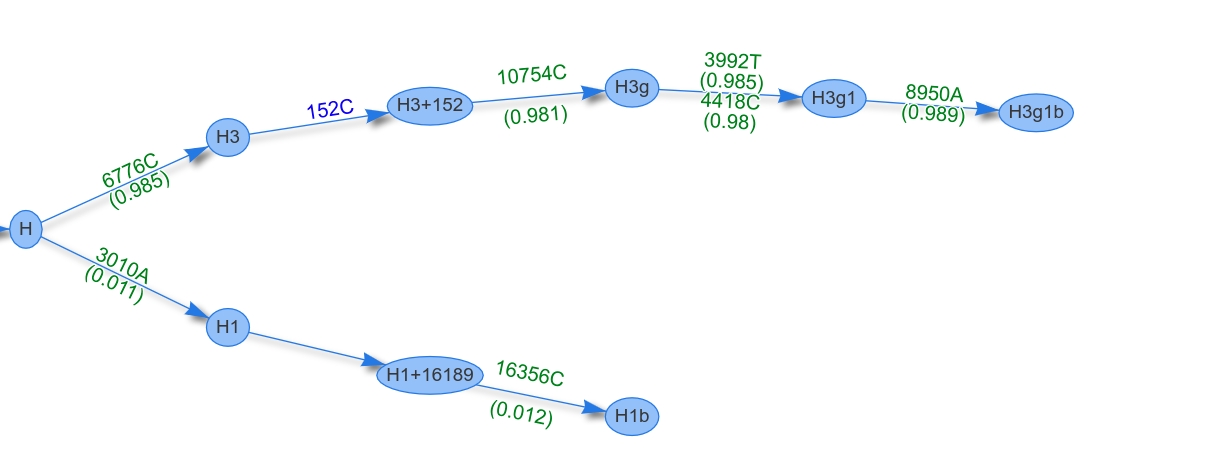 H
6776C
(0.985)
H3
152C
H3+152
10754C
(0.981)
H3g
3992T
(0.985)
4418C
(0.98)
H3g1
8950A
(0.989)
H3g1b
3010A
(0.011)
H1
H1+16189
16356C
(0.012)
H1b